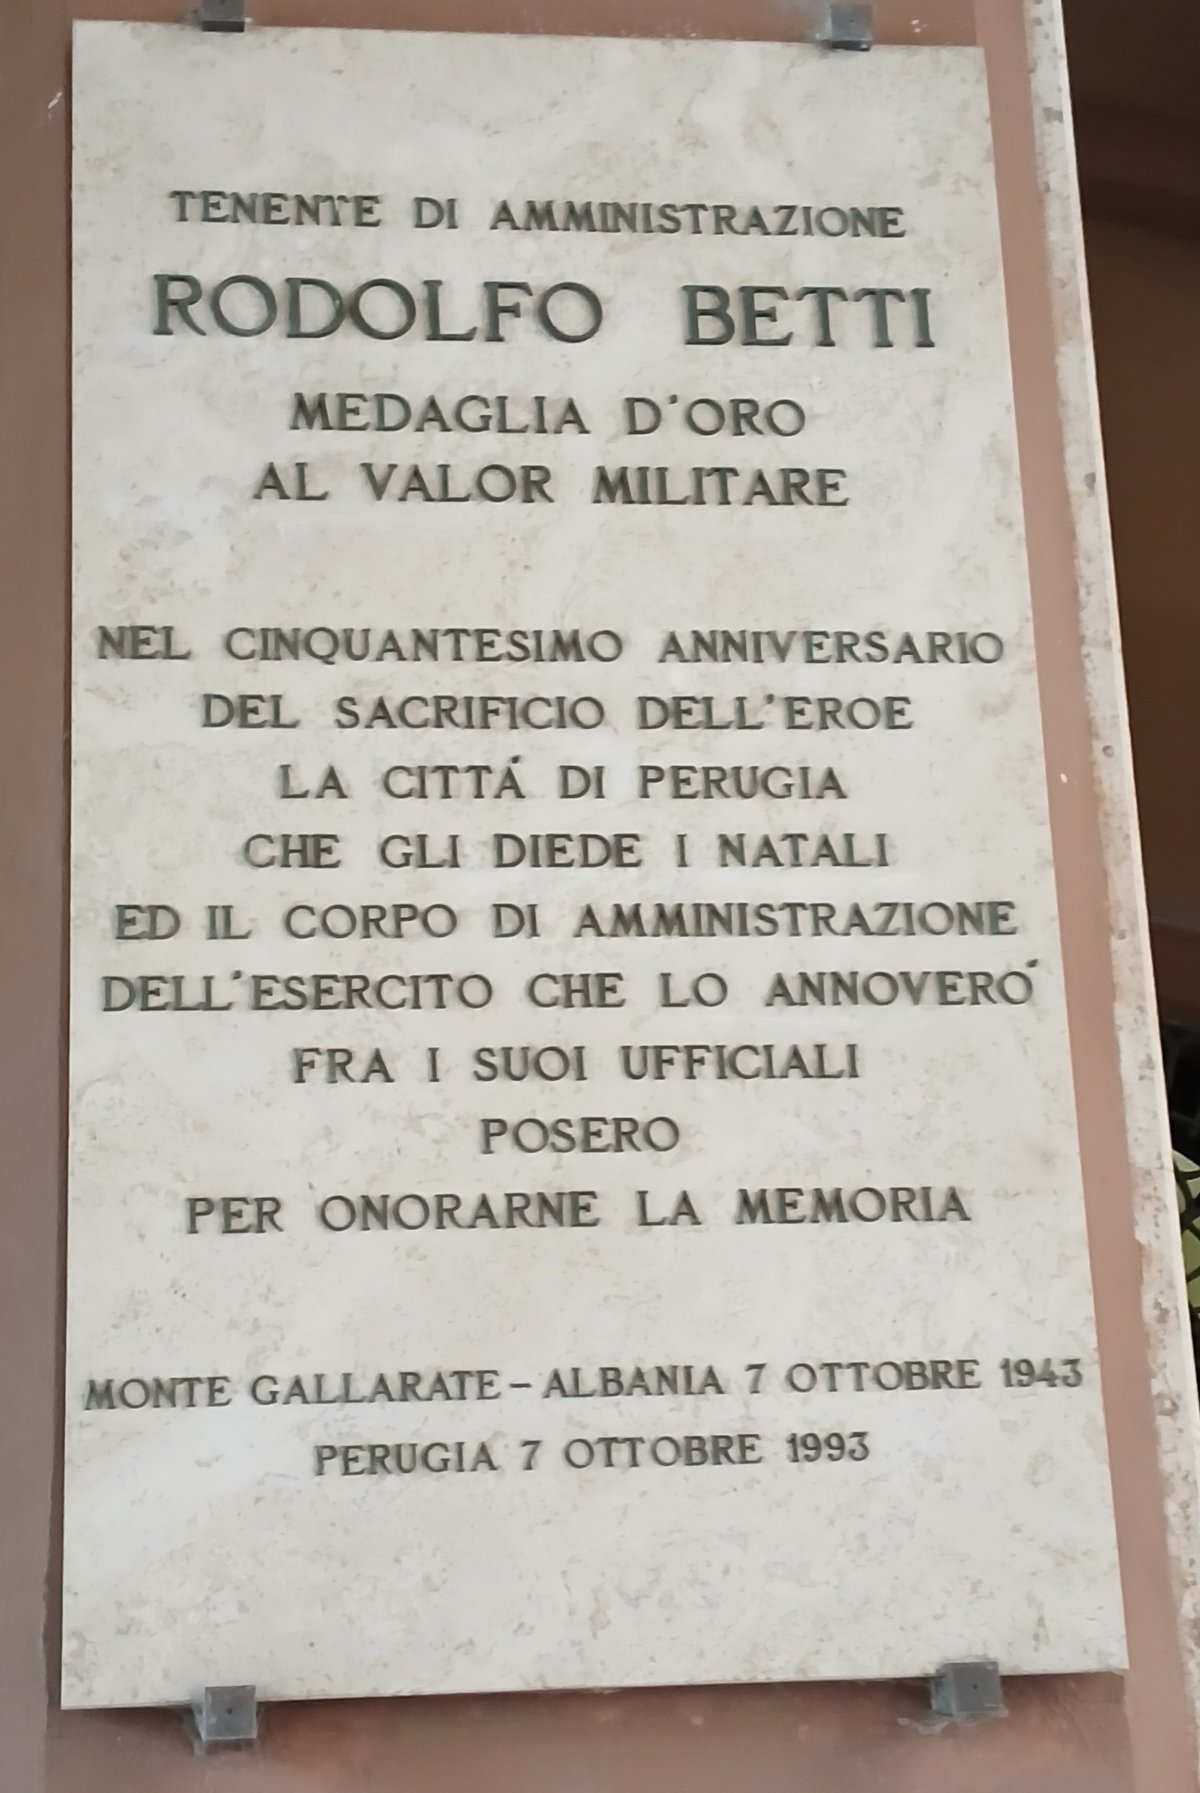 TENENTE DI AMMINISTRAZIONE
RODOLFO BETTI
MEDAGLIA D'ORO
AL VALOR MILITARE
NEL CINQUANTESIMO ANNIVERSARIO
DEL SACRIFICIO DELL'EROE
LA CITTÁ DI PERUGIA
CHE GLI DIEDE I NATALI
ED IL CORPO DI AMMINISTRAZIONE
DELL'ESERCITO CHE LO ANNOVERO'
FRA I SUOI UFFICIALI
POSERO
PER ONORARNE LA MEMORIA
MONTE GALLARATE - ALBANIA 7 OTTOBRE 1943
PERUGIA 7 OTTOBRE 1993